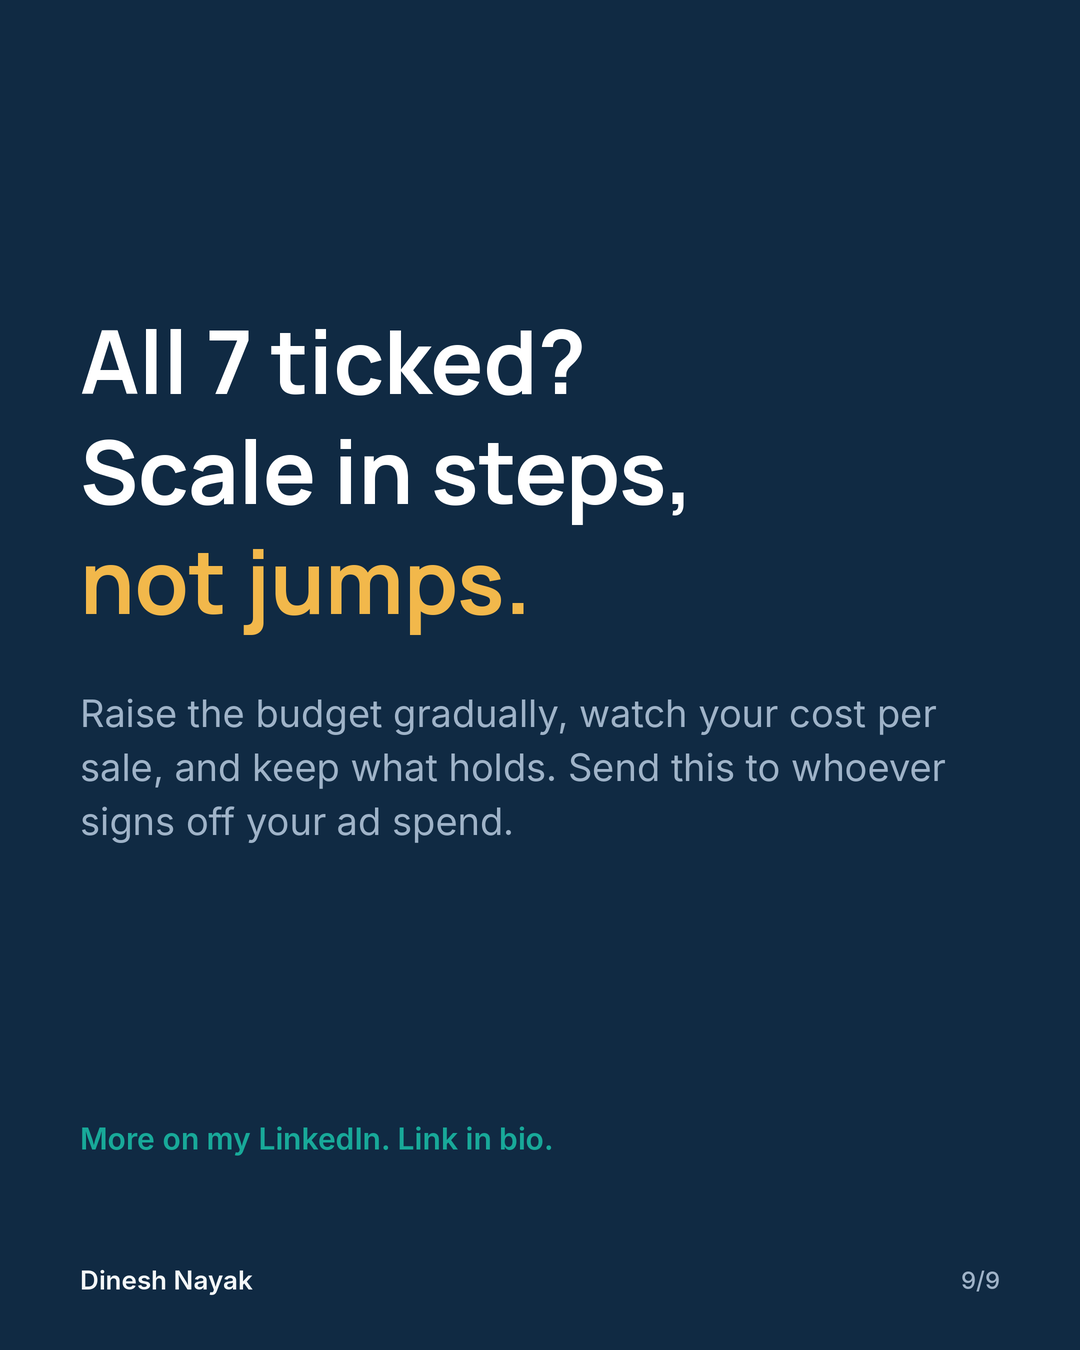 All 7 ticked?
Scale in steps,
not jumps.
Raise the budget gradually, watch your cost per
sale, and keep what holds. Send this to whoever
signs off your ad spend.
More on my LinkedIn. Link in bio.
Dinesh Nayak
9/9